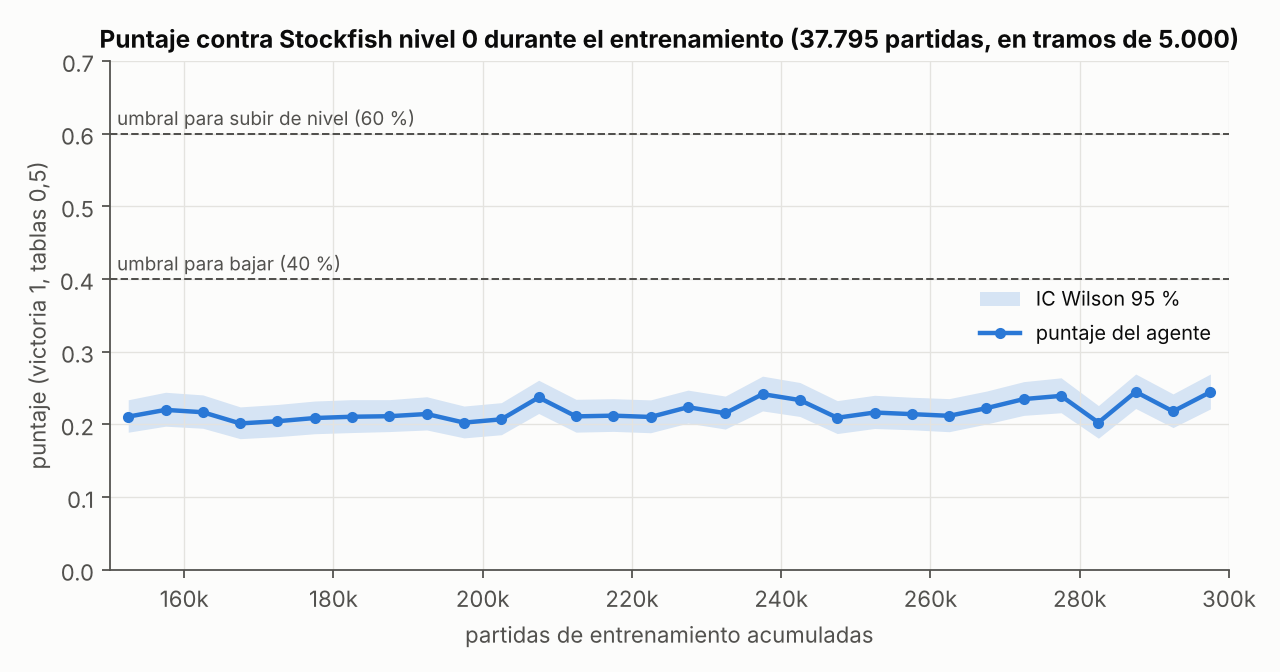 Puntaje contra Stockfish nivel 0 durante el entrenamiento (37.795 partidas, en tramos de 5.000)
puntaje (victoria 1, tablas 0,5)
0.7
0.6
0.5
0.4
0.3
0.2
0.1
0.0
umbral para subir de nivel (60 %)
umbral para bajar (40 %)
IC Wilson 95 %
puntaje del agente
160k
180k
200k
220k
240k
260k
280k
300k
partidas de entrenamiento acumuladas